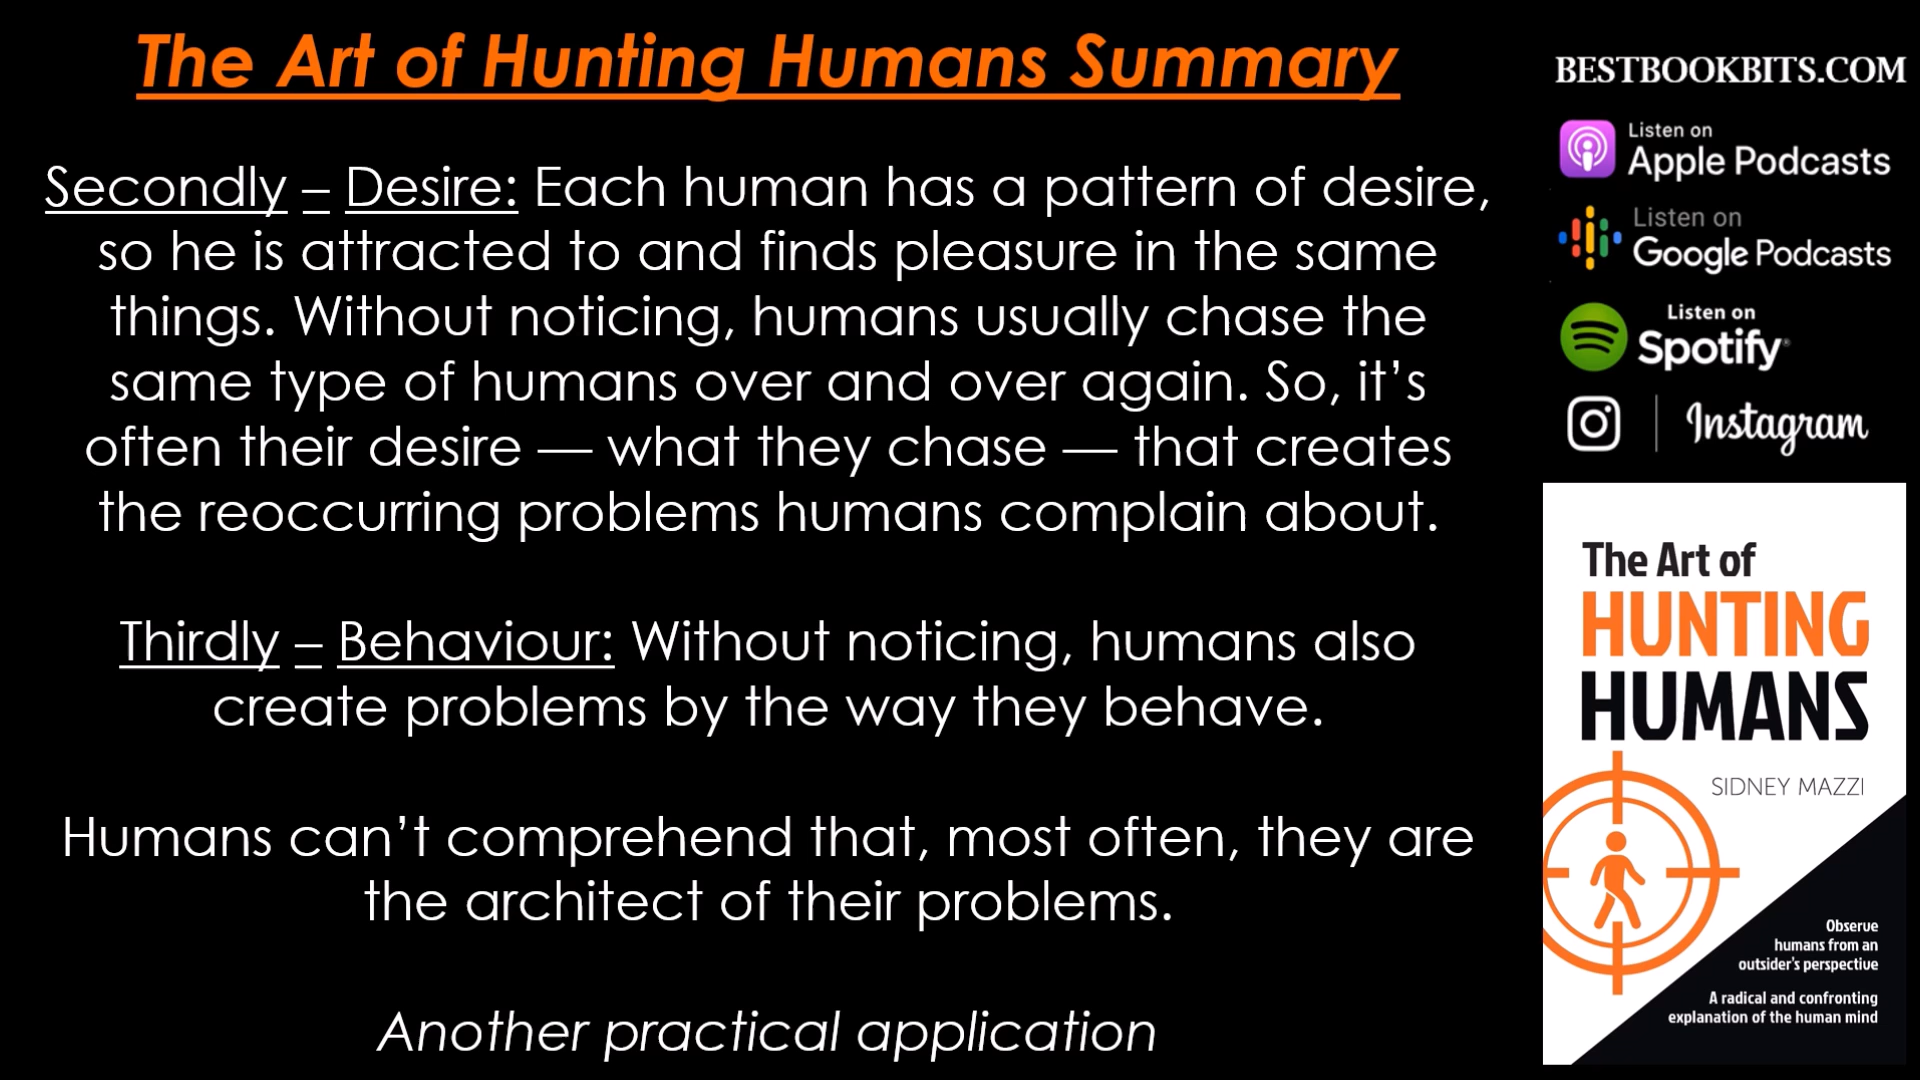 The Art of Hunting Humans Summary
Secondly – Desire: Each human has a pattern of desire,
so he is attracted to and finds pleasure in the same
things. Without noticing, humans usually chase the
same type of humans over and over again. So, it’s
often their desire — what they chase — that creates
the reoccurring problems humans complain about.
Thirdly – Behaviour: Without noticing, humans also
create problems by the way they behave.
Humans can’t comprehend that, most often, they are
the architect of their problems.
Another practical application
BESTBOOKBITS.COM
Listen on
Apple Podcasts
Listen on
Google Podcasts
Listen on
Spotify
Instagram
The Art of
HUNTING
HUMANS
SIDNEY MAZZI
Observe
humans from an
outsider’s perspective
A radical and confronting
explanation of the human mind